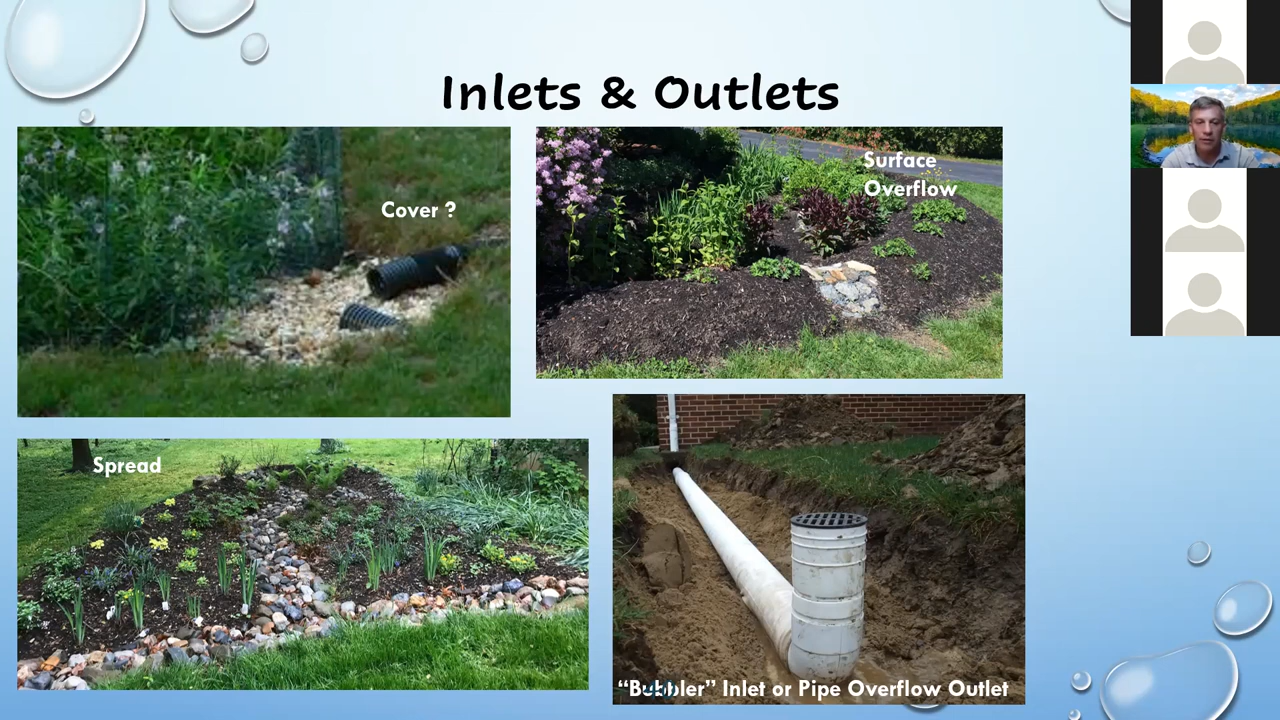 Inlets & Outlets
Cover ?
Surface
Overflow
Spread
“Bubbler” Inlet or Pipe Overflow Outlet